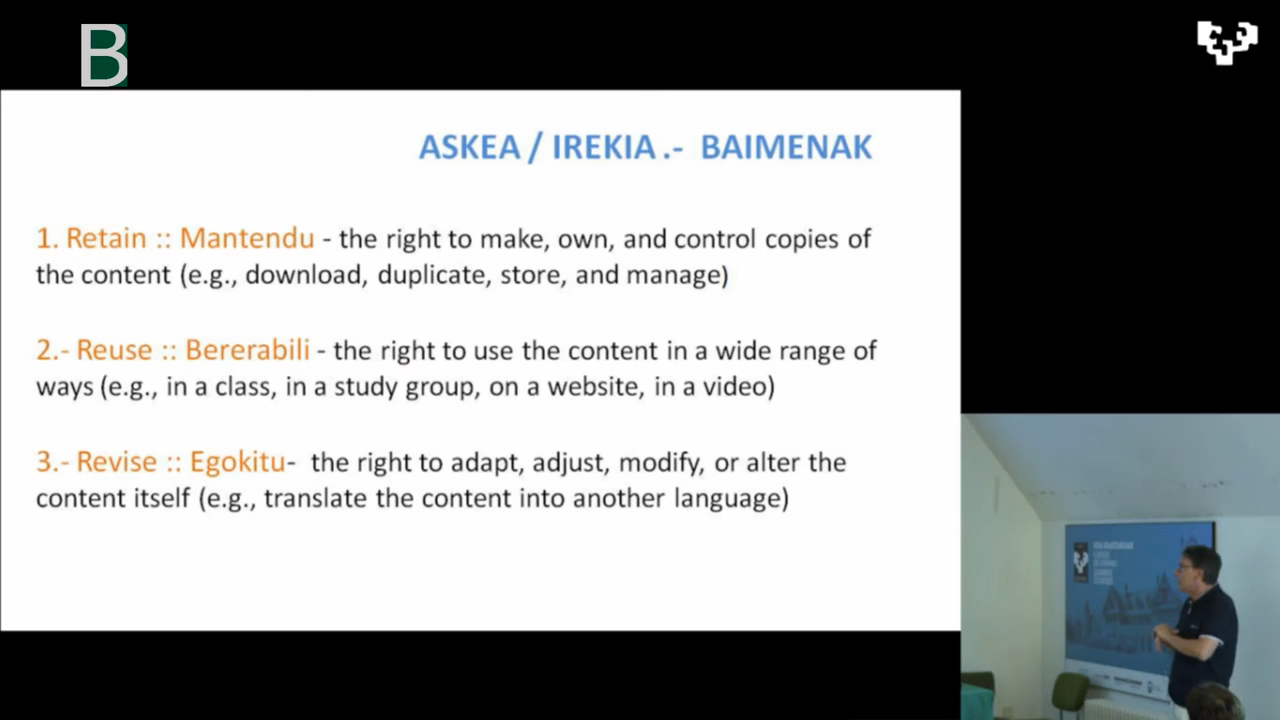 B
ASKEA / IREKIA .- BAIMENAK
1. Retain :: Mantendu - the right to make, own, and control copies of
the content (e.g., download, duplicate, store, and manage)
2.- Reuse :: Bererabili - the right to use the content in a wide range of
ways (e.g., in a class, in a study group, on a website, in a video)
3.- Revise :: Egokitu- the right to adapt, adjust, modify, or alter the
content itself (e.g., translate the content into another language)